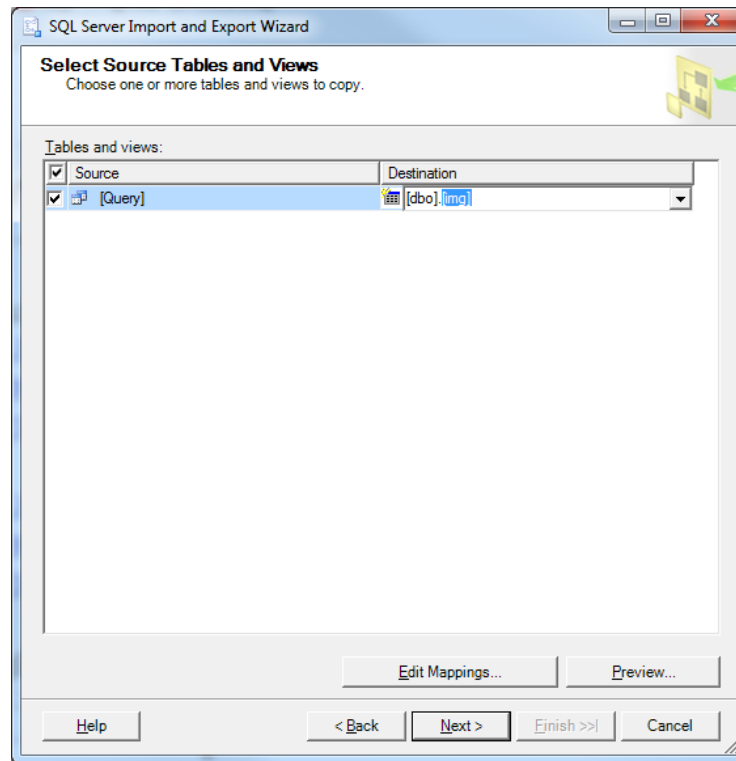 SQL Server Import and Export Wizard
Select Source Tables and Views
Choose one or more tables and views to copy.
Tables and views:
Source Destination
[Query] [dbo].[img]
Edit Mappings... Preview...
Help < Back Next > Finish >>| Cancel